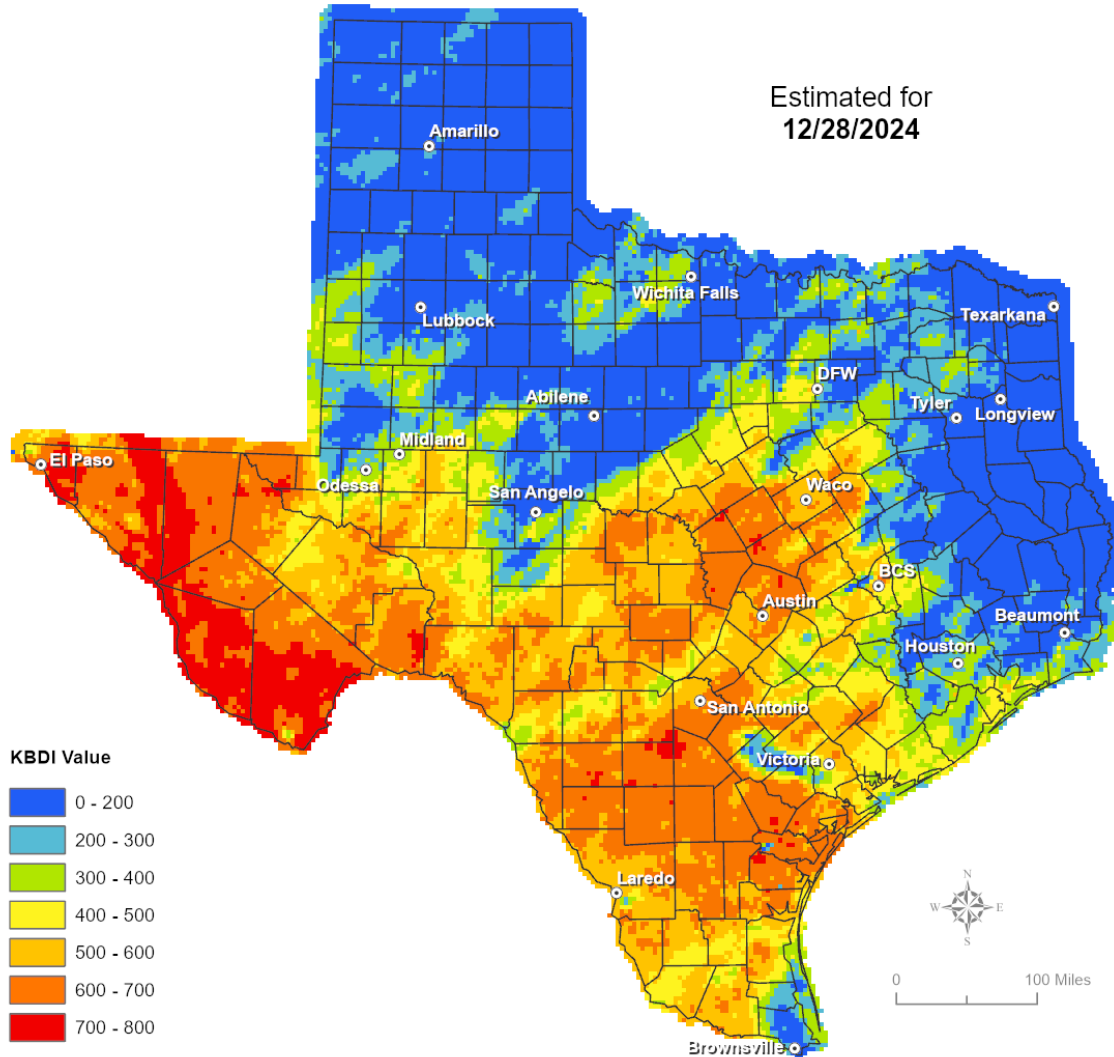 Estimated for
12/28/2024
Amarillo
Wichita Falls
Lubbock
Texarkana
DFW
Abilene
Tyler
Longview
Midland
El Paso
Odessa
San Angelo
Waco
BCS
Austin
Beaumont
Houston
San Antonio
Victoria
Laredo
Brownsville
KBDI Value
0 - 200
200 - 300
300 - 400
400 - 500
500 - 600
600 - 700
700 - 800
N
W E
S
0 100 Miles